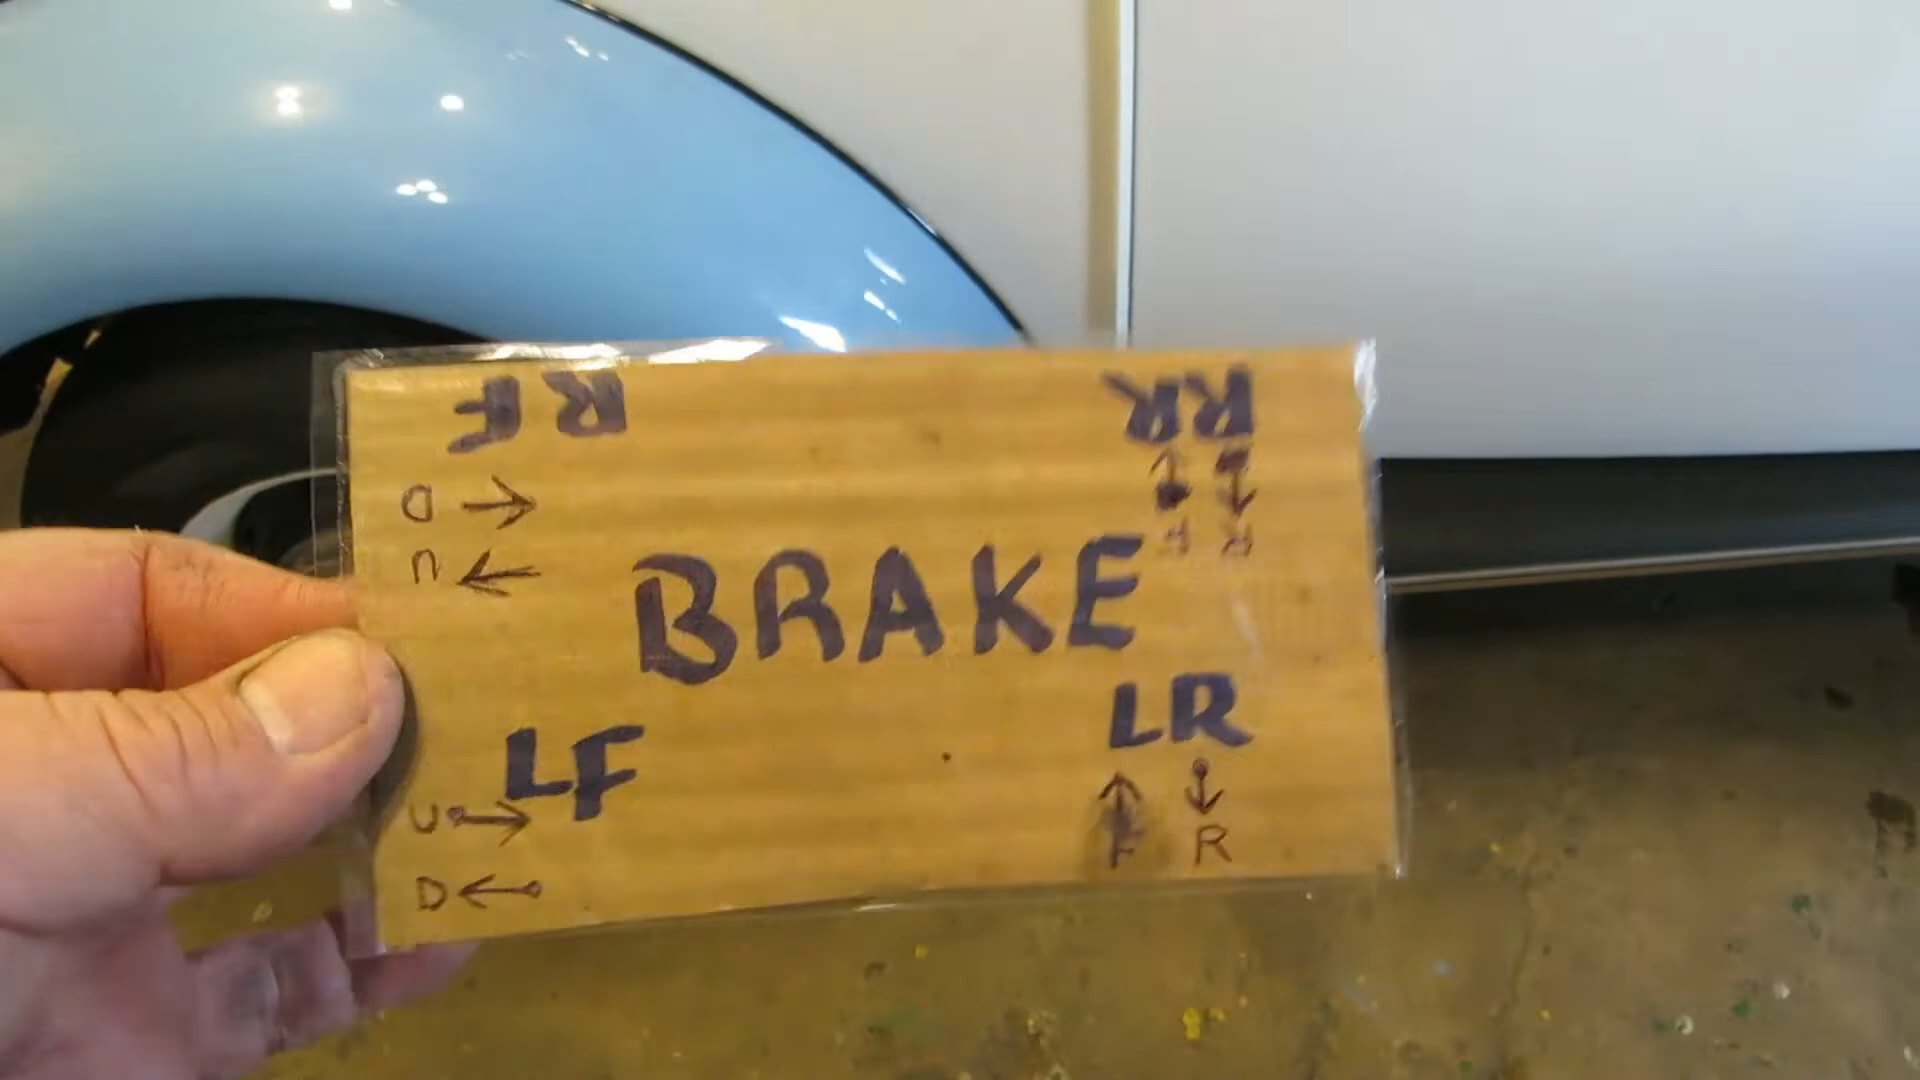 RF
RR
D →
U ←
F R
BRAKE
LF
LR
U →
D ←
↑ ↓
F R